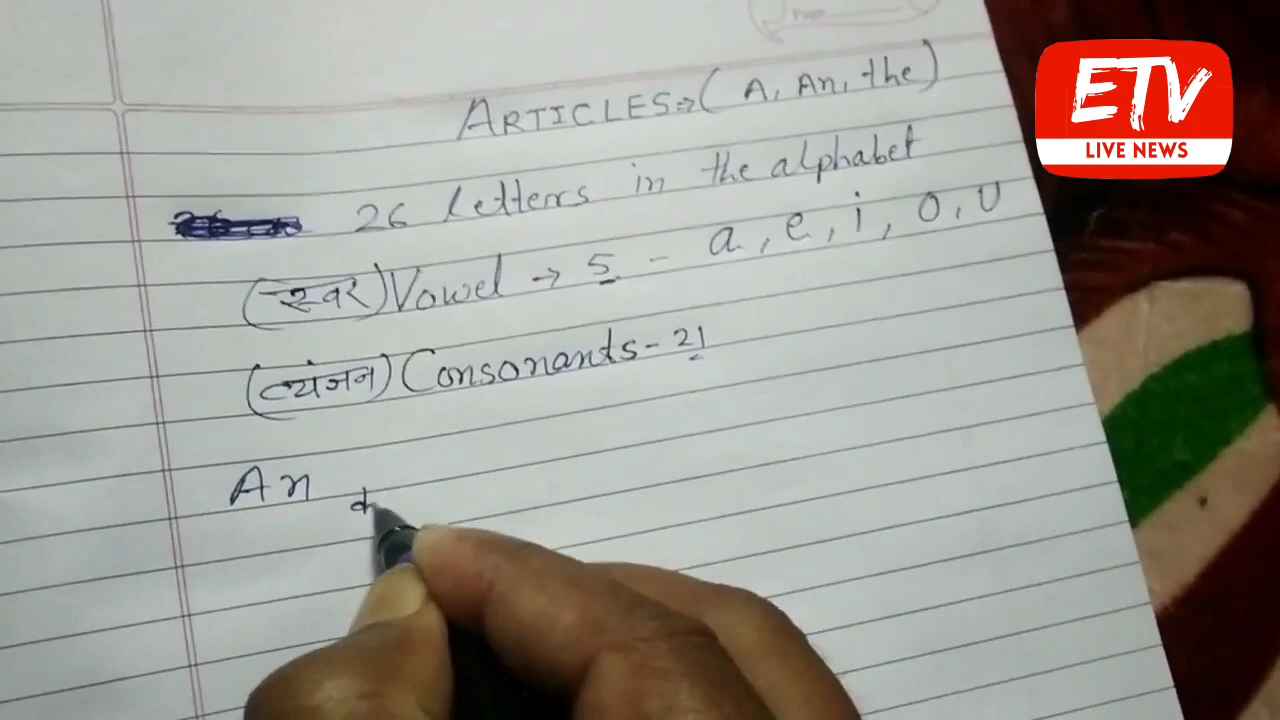 ARTICLES⇒ ( A, An, the)
26 letters in the alphabet
(स्वर) Vowel → 5 - a, e, i, o, u
(व्यंजन) Consonants - 21
An
ETV
LIVE NEWS